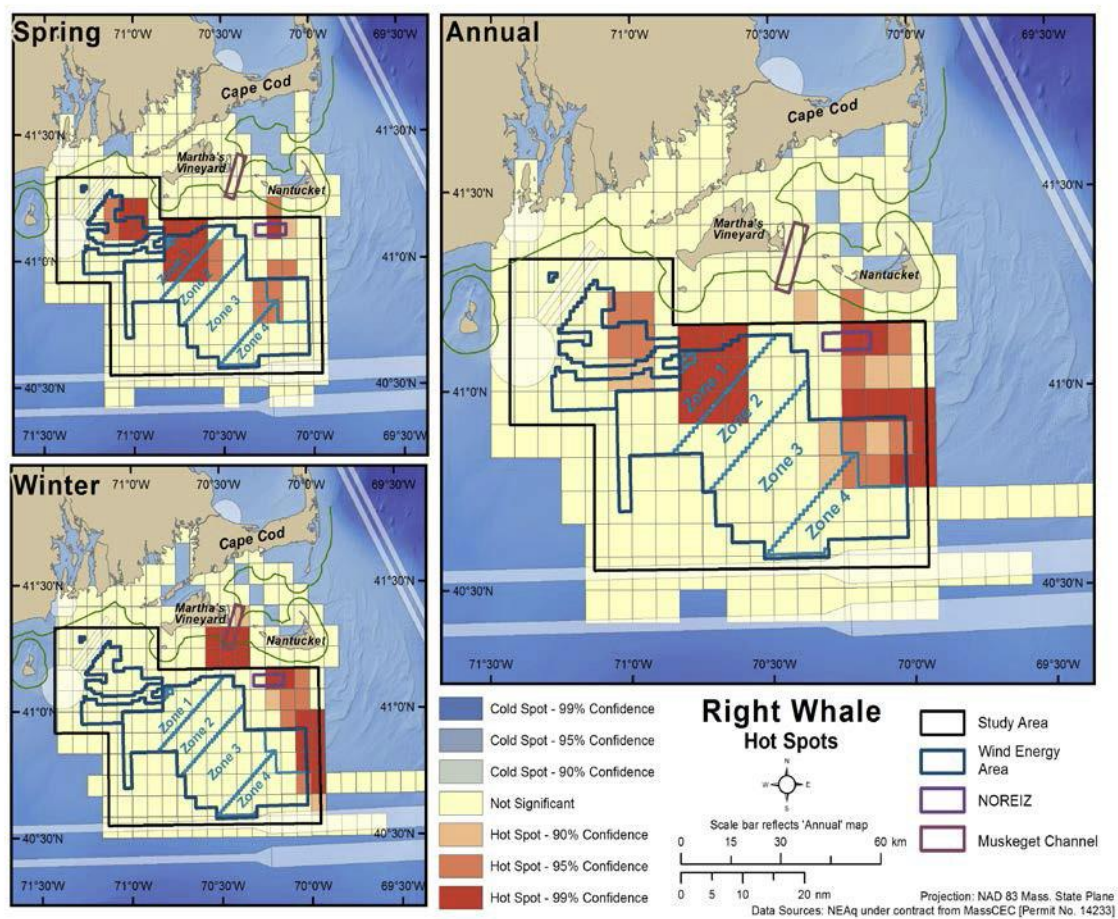 Spring
71°0'W
70°30'W
70°0'W
41°30'N
41°0'N
40°30'N
71°30'W
71°0'W
70°30'W
70°0'W
Cape Cod
Martha's
Vineyard
Nantucket
Zone 2
Zone 3
Zone 4
Annual
71°0'W
70°30'W
70°0'W
69°30'W
41°30'N
41°30'N
41°0'N
41°0'N
40°30'N
40°30'N
71°30'W
71°0'W
70°30'W
70°0'W
69°30'W
Cape Cod
Martha's
Vineyard
Nantucket
Zone 1
Zone 2
Zone 3
Zone 4
Winter
71°0'W
70°30'W
70°0'W
41°30'N
41°0'N
40°30'N
71°30'W
71°0'W
70°30'W
70°0'W
Cape Cod
Martha's
Vineyard
Nantucket
Zone 1
Zone 2
Zone 3
Zone 4
Cold Spot - 99% Confidence
Cold Spot - 95% Confidence
Cold Spot - 90% Confidence
Not Significant
Hot Spot - 90% Confidence
Hot Spot - 95% Confidence
Hot Spot - 99% Confidence
Right Whale
Hot Spots
N
W E
S
Scale bar reflects 'Annual' map
0 15 30 60 km
0 5 10 20 nm
Study Area
Wind Energy
Area
NOREIZ
Muskeget Channel
Projection: NAD 83 Mass. State Plane
Data Sources: NEAq under contract from MassCEC [Permit No. 14233]